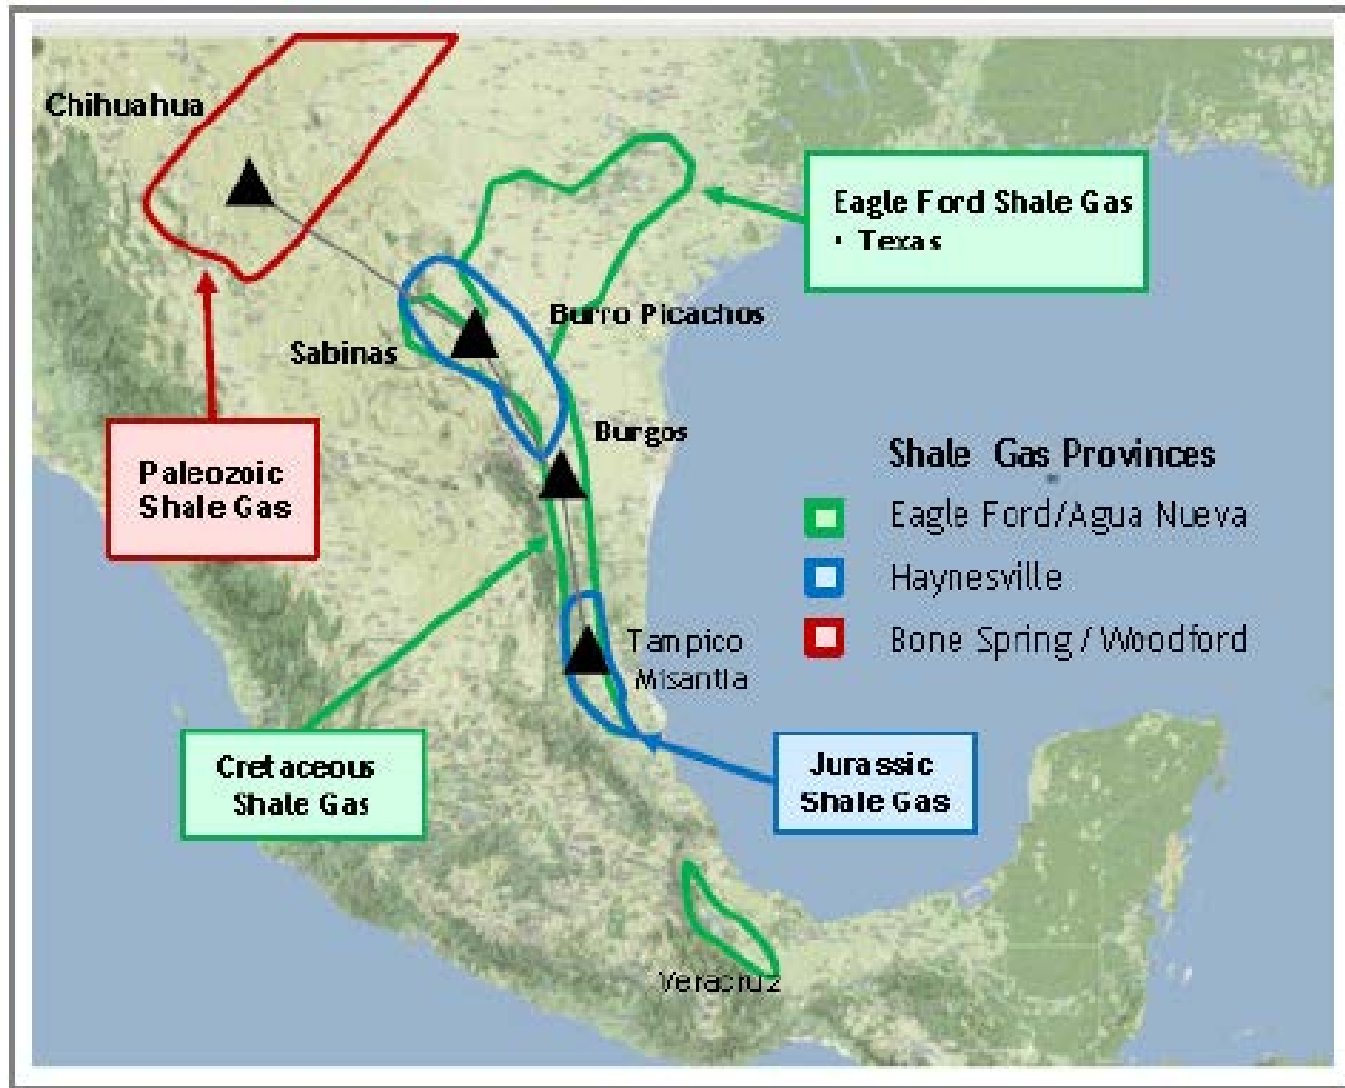 Chihuahua
Eagle Ford Shale Gas
· Texas
Burro Picachos
Sabinas
Burgos
Paleozoic
Shale Gas
Shale Gas Provinces
Eagle Ford/Agua Nueva
Haynesville
Bone Spring / Woodford
Tampico
Misantla
Cretaceous
Shale Gas
Jurassic
Shale Gas
Veracruz